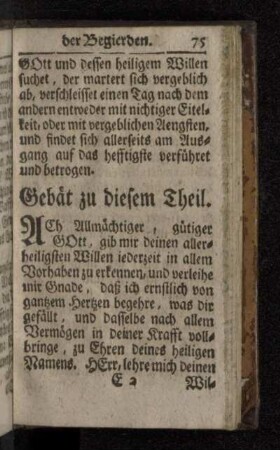 der Begierden. 75
GOtt und dessen heiligem Willen
suchet, der martert sich vergeblich
ab, verschleisset einen Tag nach dem
andern entweder mit nichtiger Eitel-
keit, oder mit vergeblichen Aengsten,
und findet sich allerseits am Aus-
gang auf das hefftigste verführet
und betrogen.
Gebät zu diesem Theil.
ACh Allmächtiger, gütiger
GOtt, gib mir deinen aller-
heiligsten Willen iederzeit in allem
Vorhaben zu erkennen, und verleihe
mir Gnade, daß ich ernstlich von
gantzem Hertzen begehre, was dir
gefällt, und dasselbe nach allem
Vermögen in deiner Krafft voll-
bringe, zu Ehren deines heiligen
Namens. HErr, lehre mich deinen
E 2 Wil-